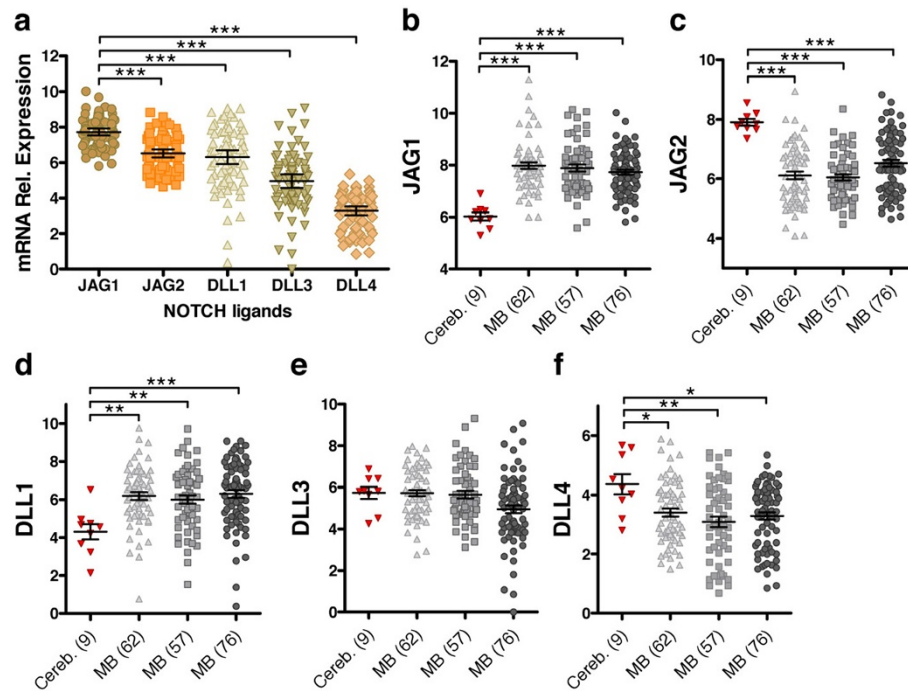 a
***
***
***
***
mRNA Rel. Expression
12
10
8
6
4
2
0
JAG1 JAG2 DLL1 DLL3 DLL4
NOTCH ligands
b
***
***
***
JAG1
12
10
8
6
4
Cereb. (9) MB (62) MB (57) MB (76)
c
***
***
***
JAG2
10
8
6
4
Cereb. (9) MB (62) MB (57) MB (76)
d
***
**
**
DLL1
10
8
6
4
2
0
Cereb. (9) MB (62) MB (57) MB (76)
e
DLL3
10
8
6
4
2
0
Cereb. (9) MB (62) MB (57) MB (76)
f
*
**
*
DLL4
6
4
2
0
Cereb. (9) MB (62) MB (57) MB (76)